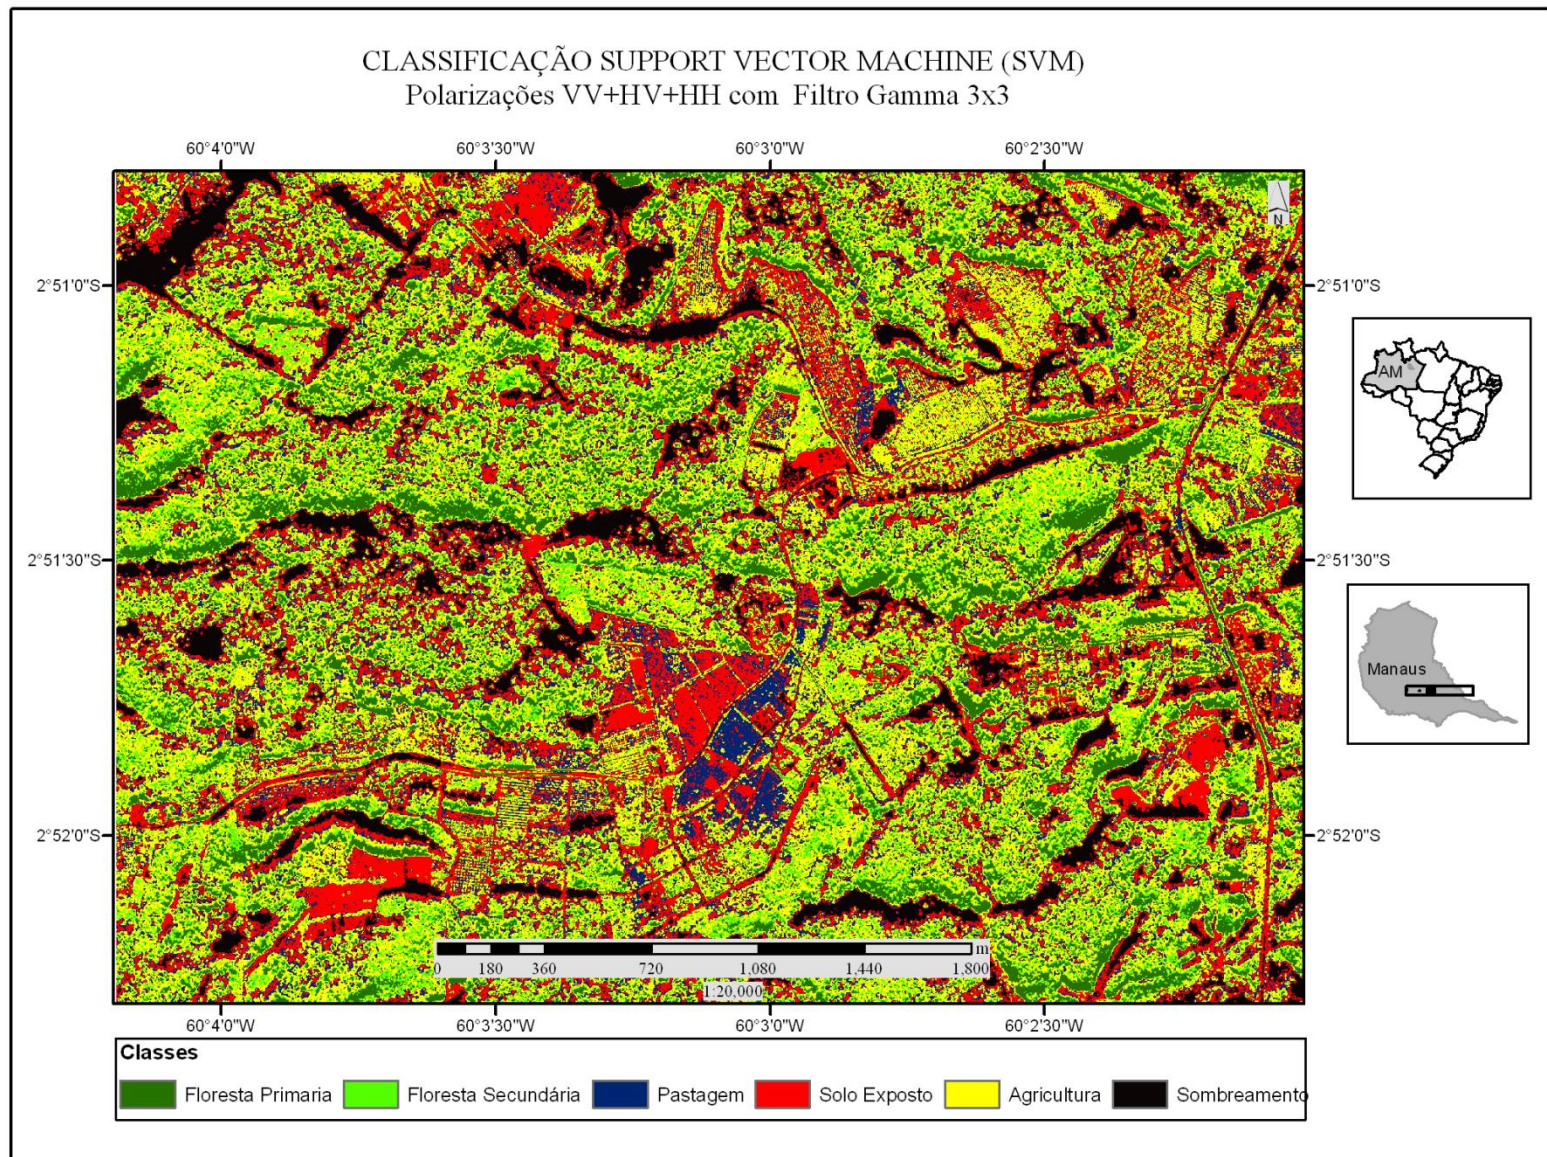 CLASSIFICAÇÃO SUPPORT VECTOR MACHINE (SVM)
Polarizações VV+HV+HH com  Filtro Gamma 3x3
60°4'0"W 60°3'30"W 60°3'0"W 60°2'30"W
N
2°51'0"S 2°51'0"S
AM
2°51'30"S 2°51'30"S
Manaus
2°52'0"S 2°52'0"S
m
0 180 360 720 1.080 1,440 1,800
1:20,000
60°4'0"W 60°3'30"W 60°3'0"W 60°2'30"W
Classes
Floresta Primaria Floresta Secundária Pastagem Solo Exposto Agricultura Sombreamento